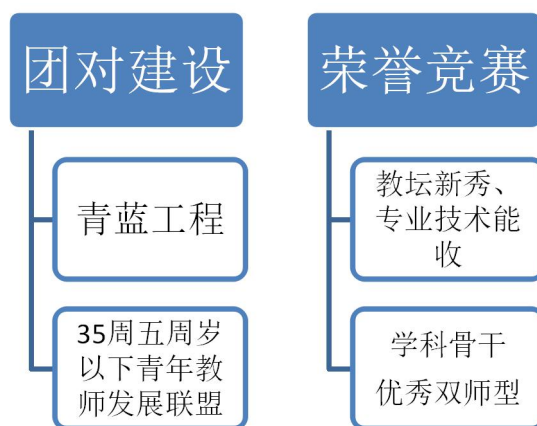 团对建设
青蓝工程
35周五周岁
以下青年教
师发展联盟
荣誉竞赛
教坛新秀、
专业技术能
收
学科骨干
优秀双师型